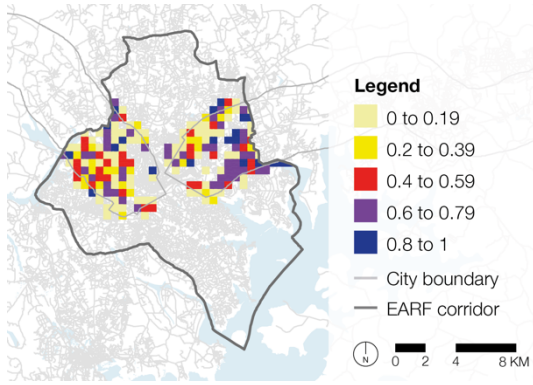 Legend
0 to 0.19
0.2 to 0.39
0.4 to 0.59
0.6 to 0.79
0.8 to 1
City boundary
EARF corridor
N
0 2 4 8 KM